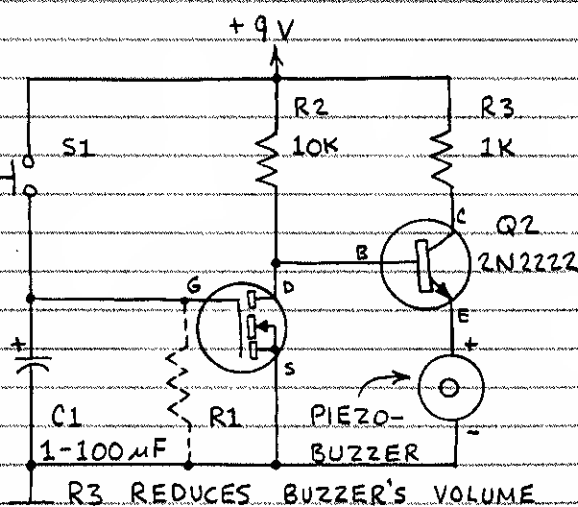 +9V
R2
R3
S1
10K
1K
C
Q2
B
2N2222
G
D
E
+
+
S
C1
R1
PIEZO-
-
1-100µF
BUZZER
R3 REDUCES BUZZER'S VOLUME